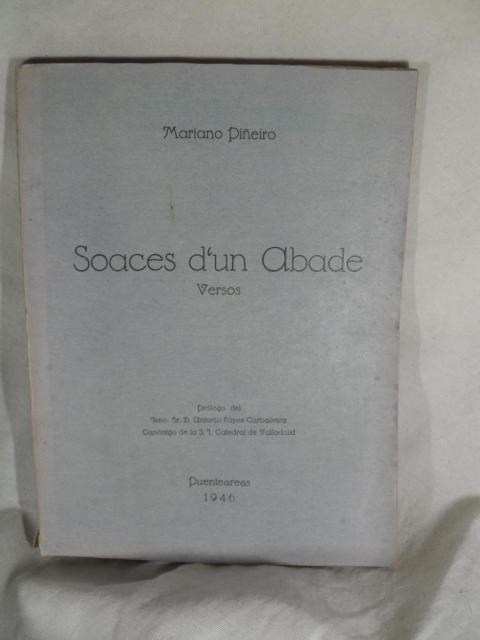 Mariano Piñeiro
Soaces d'un Abade
Versos
Prólogo del
Ilmo. Sr. D. Antonio López Carballeira
Canónigo de la S. I. Catedral de Valladolid
Puenteareas
1946